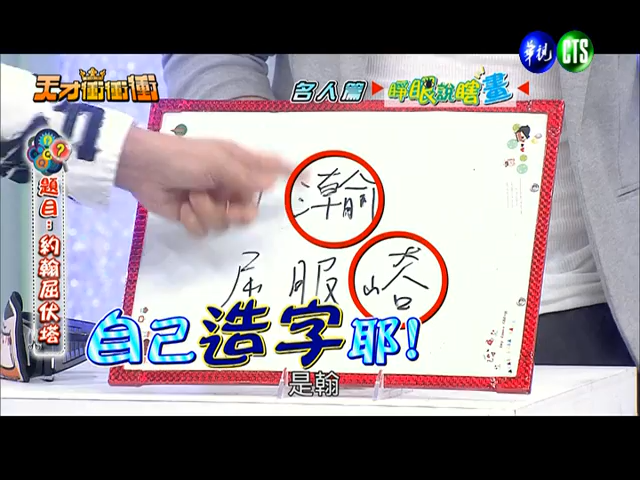 華視 CTS
天才衝衝衝
名人篇 睜眼說瞎畫
題目:約翰屈伏塔
屈服
自己造字耶!
是翰